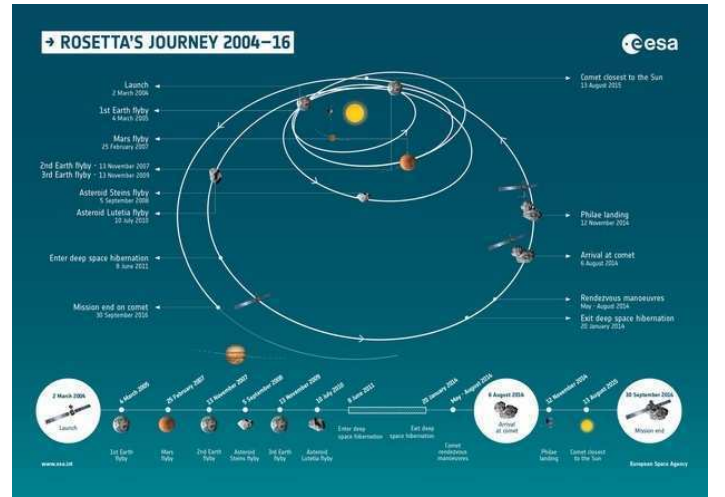 → ROSETTA'S JOURNEY 2004–16
esa
Launch
2 March 2004
1st Earth flyby
4 March 2005
Mars flyby
25 February 2007
2nd Earth flyby - 13 November 2007
3rd Earth flyby - 13 November 2009
Asteroid Steins flyby
5 September 2008
Asteroid Lutetia flyby
10 July 2010
Enter deep space hibernation
8 June 2011
Mission end on comet
30 September 2016
Comet closest to the Sun
13 August 2015
Philae landing
12 November 2014
Arrival at comet
6 August 2014
Rendezvous manoeuvres
May - August 2014
Exit deep space hibernation
20 January 2014
2 March 2004
Launch
4 March 2005
1st Earth
flyby
25 February 2007
Mars
flyby
13 November 2007
2nd Earth
flyby
5 September 2008
Asteroid
Steins flyby
13 November 2009
3rd Earth
flyby
10 July 2010
Asteroid
Lutetia flyby
8 June 2011
Enter deep
space hibernation
20 January 2014
Exit deep
space hibernation
May - August 2014
Comet
rendezvous
manoeuvres
6 August 2014
Arrival
at comet
12 November 2014
Philae
landing
13 August 2015
Comet closest
to the Sun
30 September 2016
Mission end
www.esa.int
European Space Agency